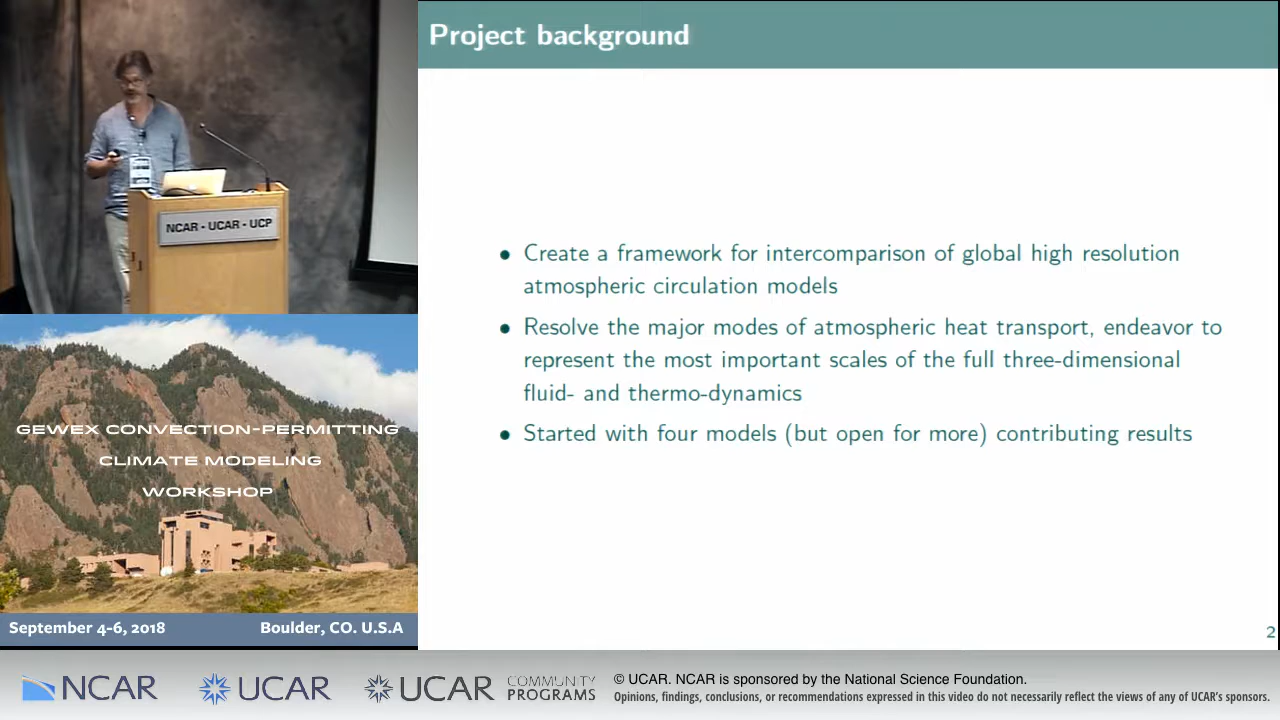 Project background
NCAR • UCAR • UCP
• Create a framework for intercomparison of global high resolution
atmospheric circulation models
• Resolve the major modes of atmospheric heat transport, endeavor to
represent the most important scales of the full three-dimensional
fluid- and thermo-dynamics
• Started with four models (but open for more) contributing results
2
GEWEX CONVECTION-PERMITTING
CLIMATE MODELING
WORKSHOP
September 4-6, 2018
Boulder, CO. U.S.A
NCAR
UCAR
UCAR
COMMUNITY
PROGRAMS
© UCAR. NCAR is sponsored by the National Science Foundation.
Opinions, findings, conclusions, or recommendations expressed in this video do not necessarily reflect the views of any of UCAR's sponsors.